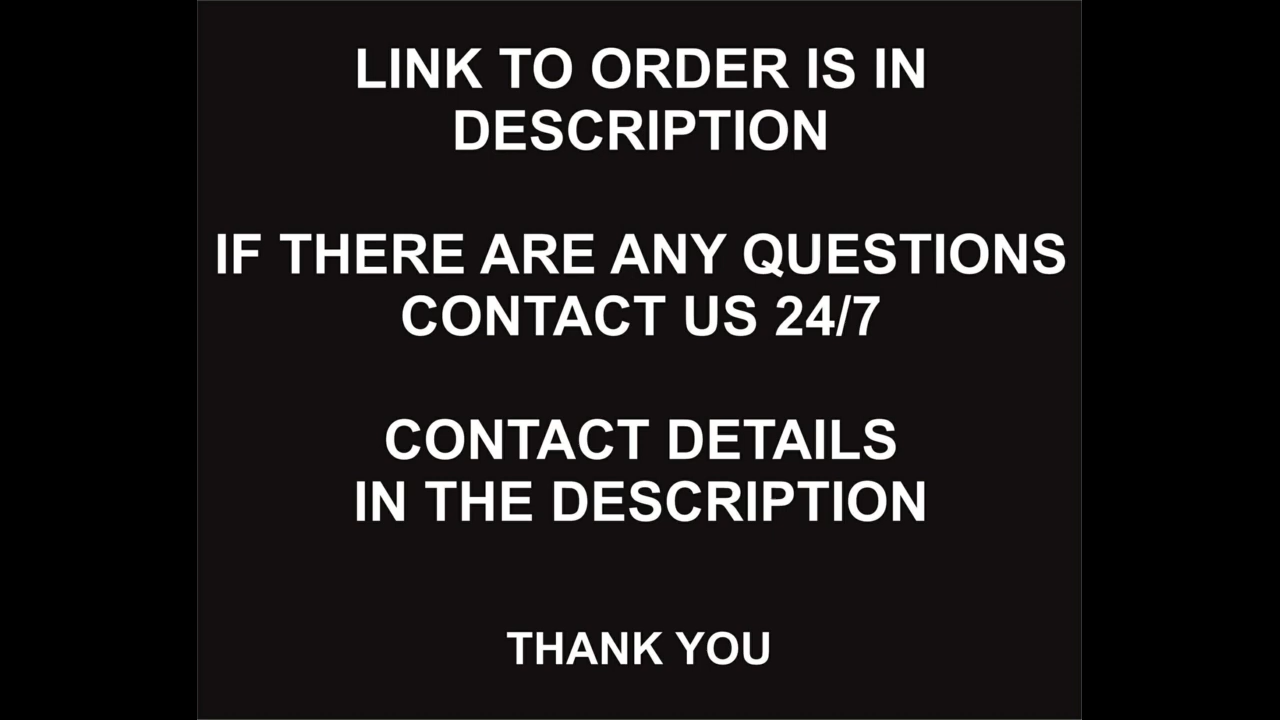 LINK TO ORDER IS IN
DESCRIPTION
IF THERE ARE ANY QUESTIONS
CONTACT US 24/7
CONTACT DETAILS
IN THE DESCRIPTION
THANK YOU